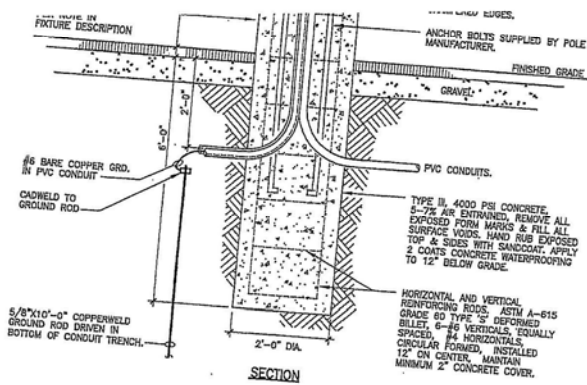 NOTE IN
FIXTURE DESCRIPTION
EDGES.
ANCHOR BOLTS SUPPLIED BY POLE
MANUFACTURER.
FINISHED GRADE.
GRAVEL
6'-0"
2'-0"
#6 BARE COPPER GRD.
IN PVC CONDUIT
CADWELD TO
GROUND ROD
PVC CONDUITS.
TYPE III, 4000 PSI CONCRETE,
5-7% AIR ENTRAINED, REMOVE ALL
EXPOSED FORM MARKS & FILL ALL
SURFACE VOIDS. HAND RUB EXPOSED
TOP & SIDES WITH SANDCOAT. APPLY
2 COATS CONCRETE WATERPROOFING
TO 12" BELOW GRADE.
HORIZONTAL AND VERTICAL
REINFORCING RODS. ASTM A-615
GRADE 60 TYPE 'S' DEFORMED
BILLET, 6-#6 VERTICALS, EQUALLY
SPACED, #4 HORIZONTALS,
CIRCULAR FORMED, INSTALLED
12" ON CENTER, MAINTAIN
MINIMUM 2" CONCRETE COVER.
5/8"X10'-0" COPPERWELD
GROUND ROD DRIVEN IN
BOTTOM OF CONDUIT TRENCH.
2'-0" DIA.
SECTION